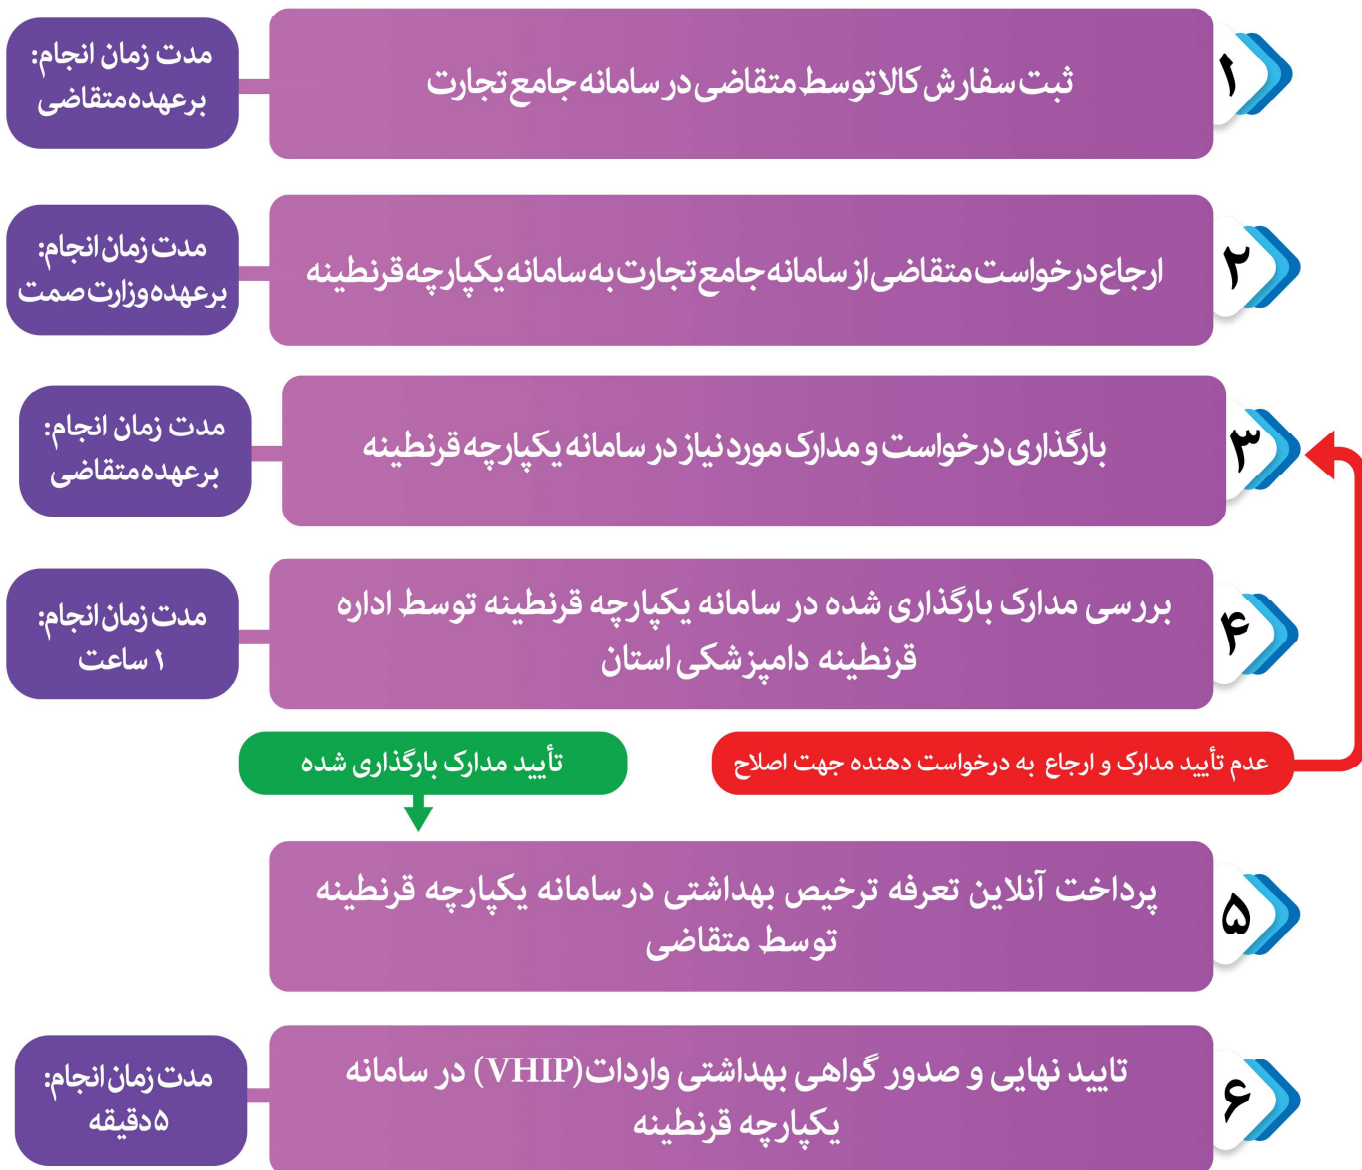 ۱
ثبت سفارش کالا توسط متقاضی در سامانه جامع تجارت
مدت زمان انجام:
برعهده متقاضی
۲
ارجاع درخواست متقاضی از سامانه جامع تجارت به سامانه یکپارچه قرنطینه
مدت زمان انجام:
برعهده وزارت صمت
۳
بارگذاری درخواست و مدارک مورد نیاز در سامانه یکپارچه قرنطینه
مدت زمان انجام:
برعهده متقاضی
۴
بررسی مدارک بارگذاری شده در سامانه یکپارچه قرنطینه توسط اداره
قرنطینه دامپزشکی استان
مدت زمان انجام:
۱ ساعت
عدم تأیید مدارک و ارجاع به درخواست دهنده جهت اصلاح
تأیید مدارک بارگذاری شده
۵
پرداخت آنلاین تعرفه ترخیص بهداشتی در سامانه یکپارچه قرنطینه
توسط متقاضی
۶
تایید نهایی و صدور گواهی بهداشتی واردات (VHIP) در سامانه
یکپارچه قرنطینه
مدت زمان انجام:
۵ دقیقه